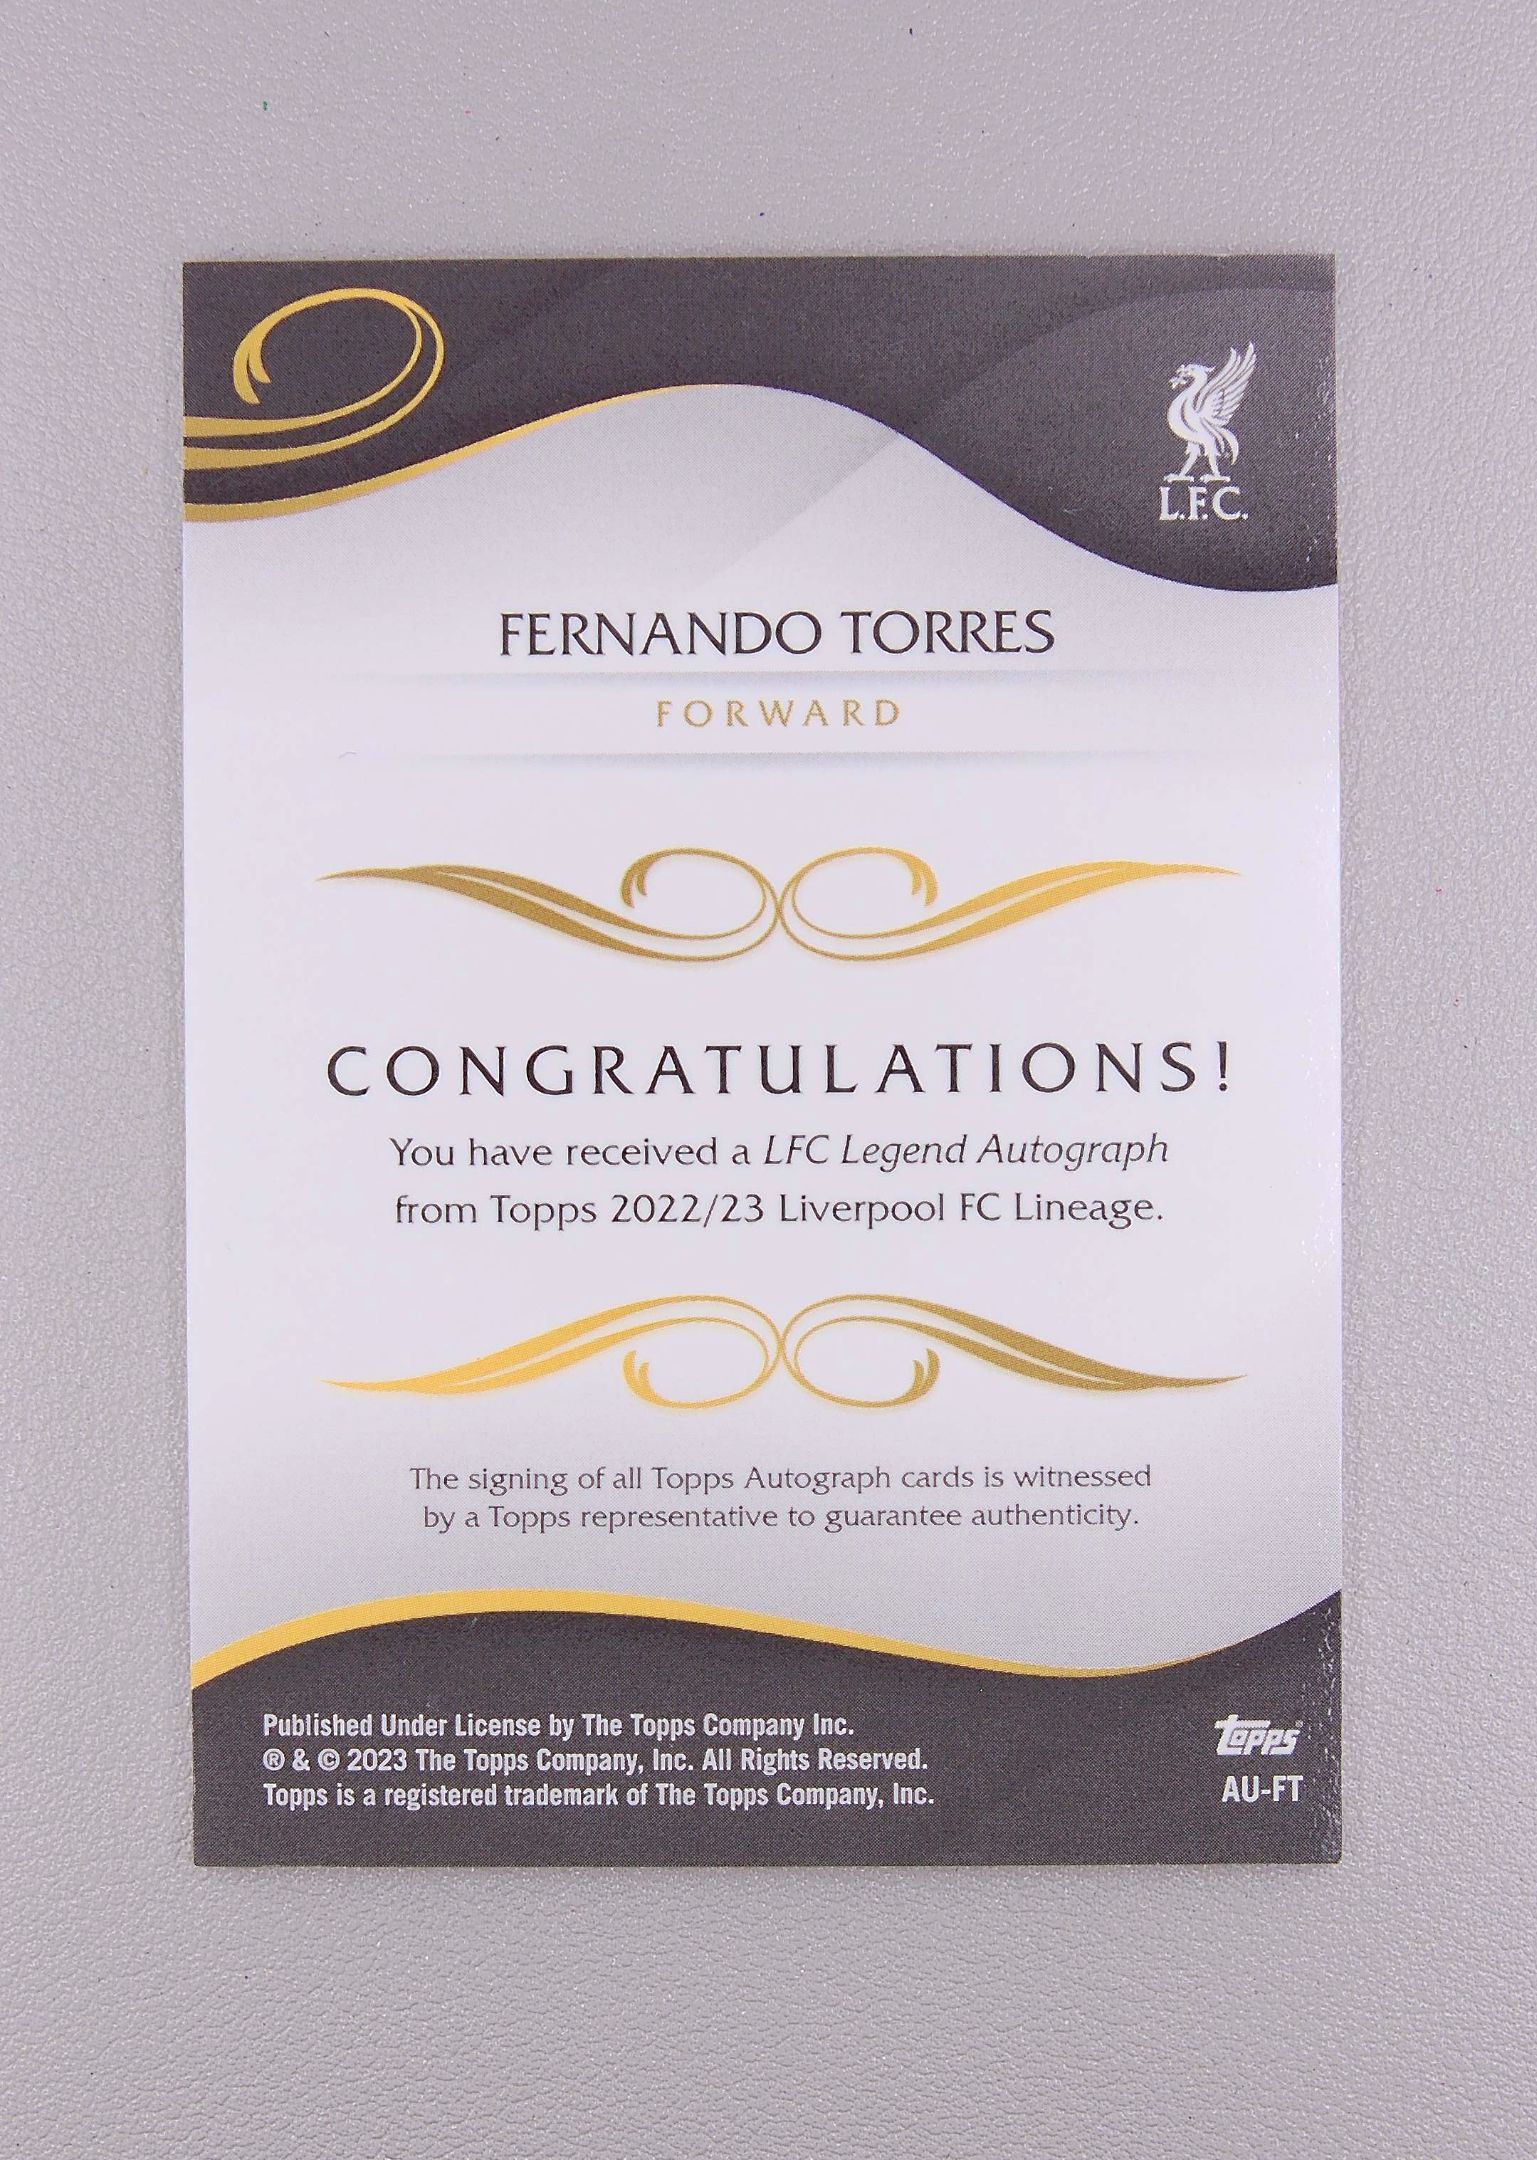 L.F.C.
FERNANDO TORRES
FORWARD
CONGRATULATIONS!
You have received a LFC Legend Autograph
from Topps 2022/23 Liverpool FC Lineage.
The signing of all Topps Autograph cards is witnessed
by a Topps representative to guarantee authenticity.
Published Under License by The Topps Company Inc.
® & © 2023 The Topps Company, Inc. All Rights Reserved.
Topps is a registered trademark of The Topps Company, Inc.
topps®
AU-FT